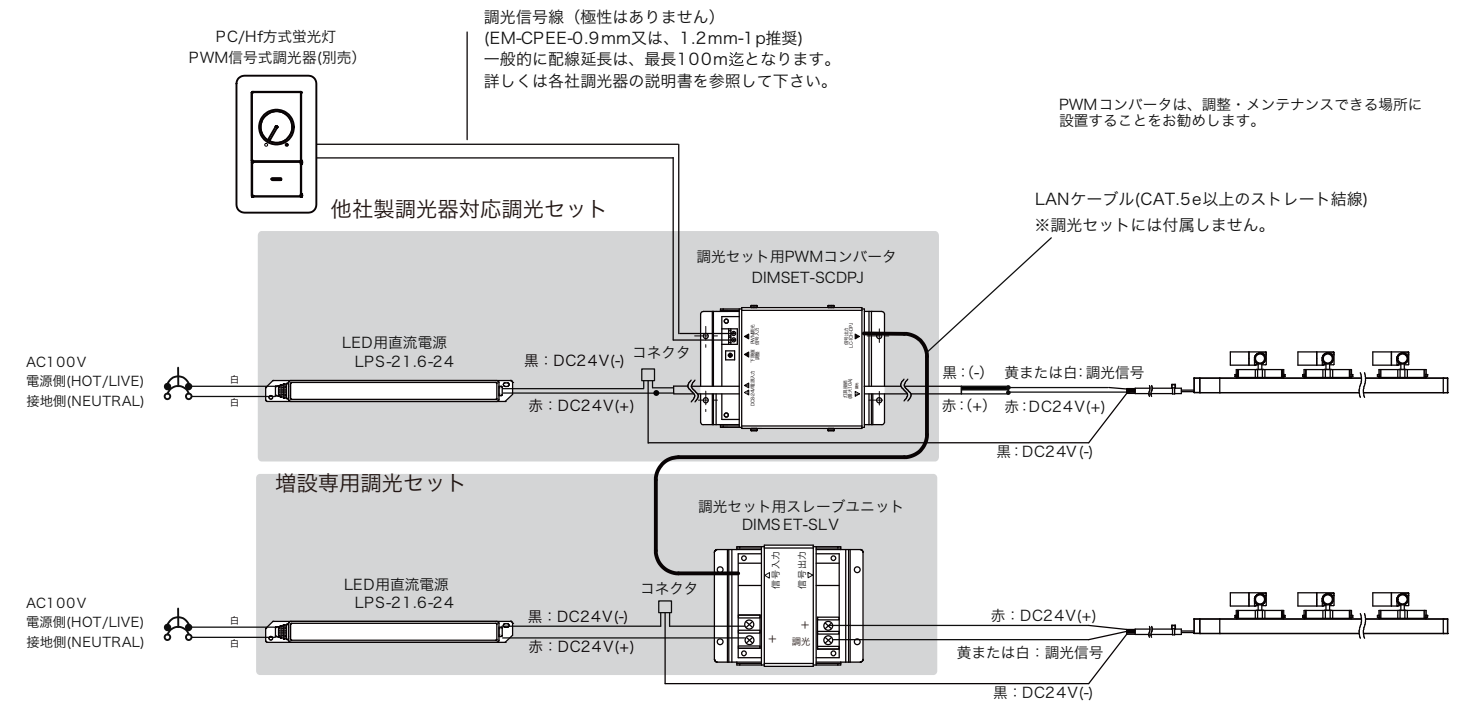 調光信号線（極性はありません）
(EM-CPEE-0.9mm又は、1.2mm-1p推奨)
一般的に配線延長は、最長100m迄となります。
詳しくは各社調光器の説明書を参照して下さい。
PC/Hf方式蛍光灯
PWM信号式調光器(別売)
PWMコンバータは、調整・メンテナンスできる場所に
設置することをお勧めします。
LANケーブル(CAT.5e以上のストレート結線)
※調光セットには付属しません。
他社製調光器対応調光セット
調光セット用PWMコンバータ
DIMSET-SCDPJ
LED用直流電源
LPS-21.6-24
AC100V
電源側(HOT/LIVE)
接地側(NEUTRAL)
白
白
黒：DC24V(-)
コネクタ
赤：DC24V(+)
黒：(-)
黄または白：調光信号
赤：(+)
赤：DC24V(+)
黒：DC24V(-)
増設専用調光セット
調光セット用スレーブユニット
DIMSET-SLV
信号入力
信号出力
LED用直流電源
LPS-21.6-24
AC100V
電源側(HOT/LIVE)
接地側(NEUTRAL)
白
白
黒：DC24V(-)
コネクタ
赤：DC24V(+)
+
+
調光
赤：DC24V(+)
黄または白：調光信号
黒：DC24V(-)